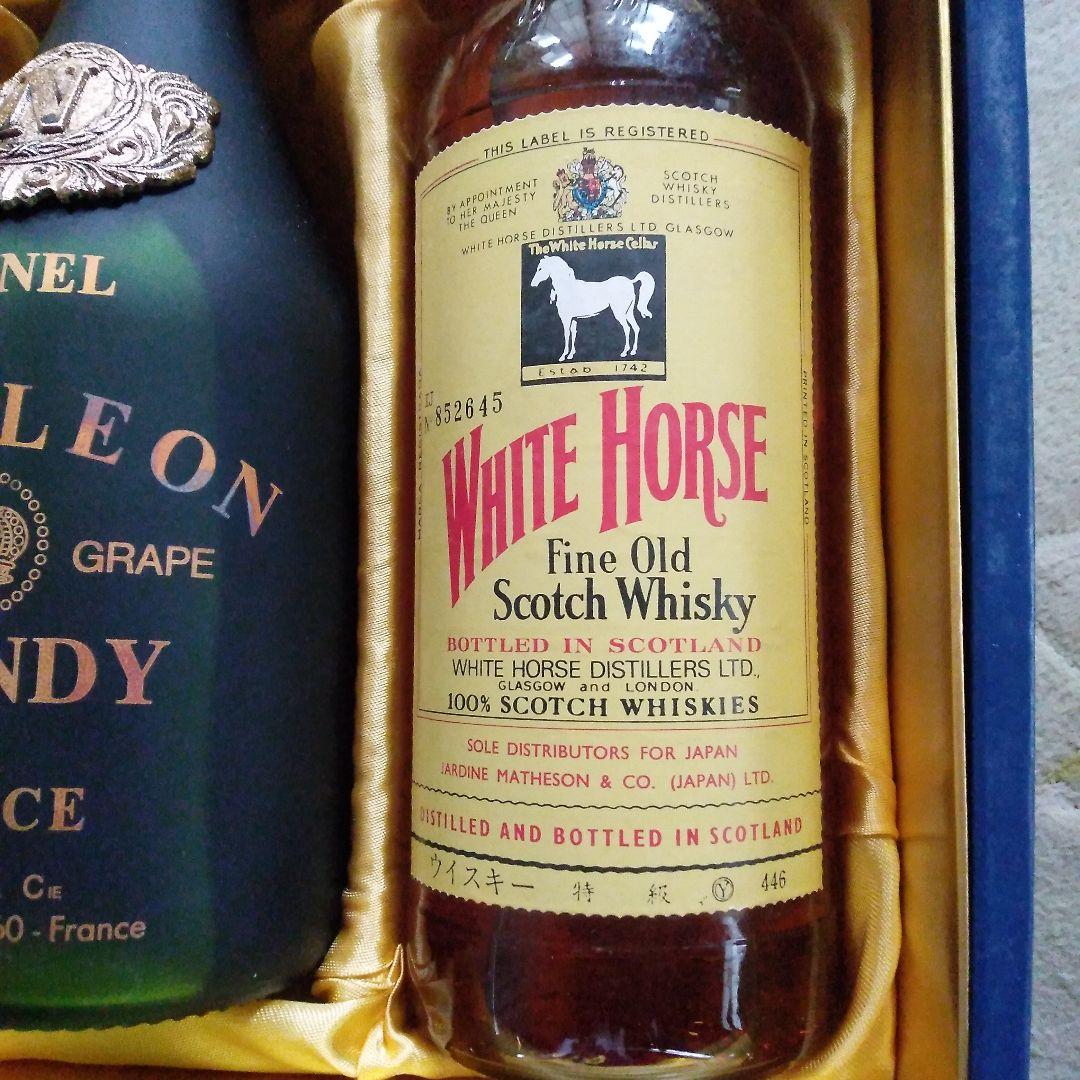 NEL
LEON
GRAPE
NDY
CE
CIE
60 - France
THIS LABEL IS REGISTERED
BY APPOINTMENT
TO HER MAJESTY
THE QUEEN
SCOTCH
WHISKY
DISTILLERS
WHITE HORSE DISTILLERS LTD GLASGOW
The White Horse Cellar
Estab 1742
LJ
No 852645
WHITE HORSE
Fine Old
Scotch Whisky
BOTTLED IN SCOTLAND
WHITE HORSE DISTILLERS LTD.,
GLASGOW and LONDON.
100% SCOTCH WHISKIES
SOLE DISTRIBUTORS FOR JAPAN
JARDINE MATHESON & CO. (JAPAN) LTD.
DISTILLED AND BOTTLED IN SCOTLAND
ウイスキー 特 級 Ⓨ 446
PRINTED IN SCOTLAND